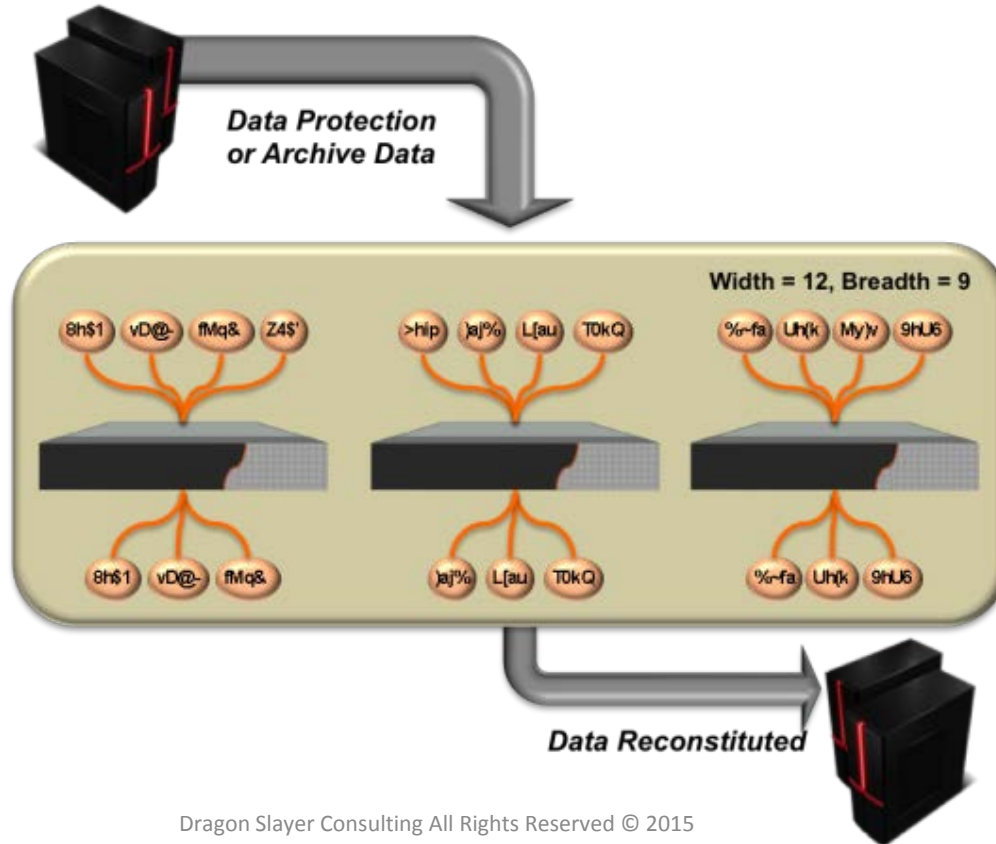 Data Protection
or Archive Data
Width = 12, Breadth = 9
8h$1 vD@- fMq& Z4$' >hip )aj% L[au T0kQ %~fa Uh(k My)v 9hU6
8h$1 vD@- fMq& )aj% L[au T0kQ %~fa Uh(k 9hU6
Data Reconstituted
Dragon Slayer Consulting All Rights Reserved © 2015